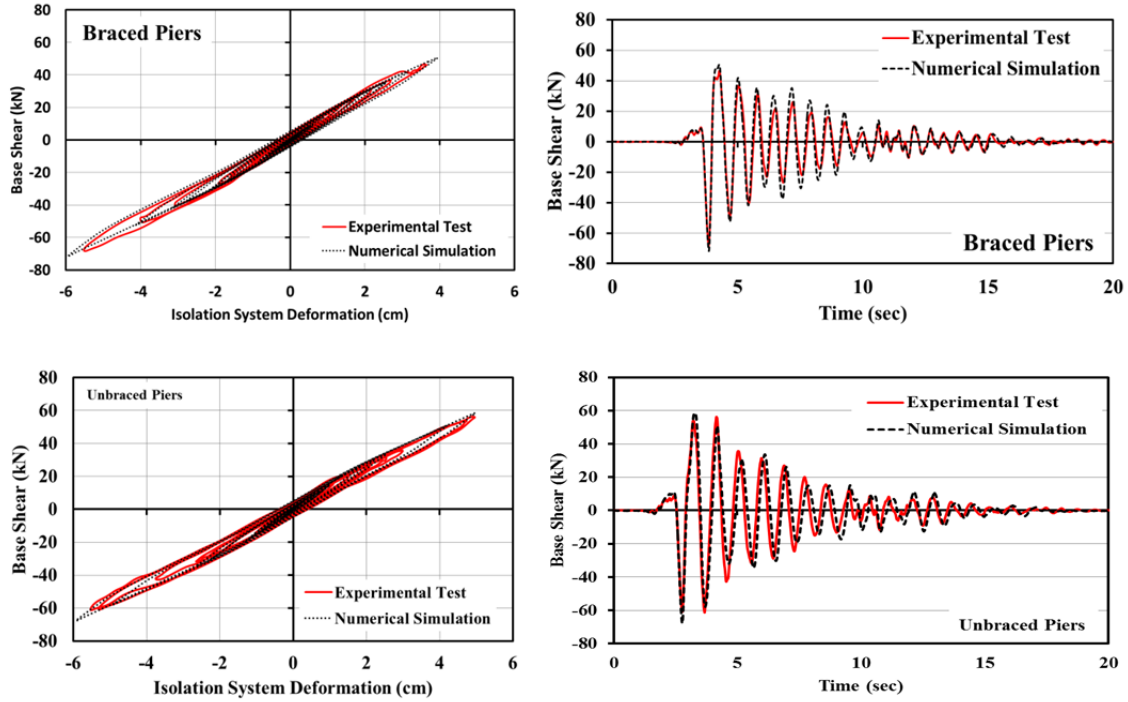 Braced Piers
80
60
40
20
0
-20
-40
-60
-80
Base Shear (kN)
Experimental Test
Numerical Simulation
-6 -4 -2 0 2 4 6
Isolation System Deformation (cm)
80
60
40
20
0
-20
-40
-60
-80
Base Shear (kN)
Experimental Test
Numerical Simulation
Braced Piers
0 5 10 15 20
Time (sec)
Unbraced Piers
80
60
40
20
0
-20
-40
-60
-80
Base Shear (kN)
Experimental Test
Numerical Simulation
-6 -4 -2 0 2 4 6
Isolation System Deformation (cm)
80
60
40
20
0
-20
-40
-60
-80
Base Shear (kN)
Experimental Test
Numerical Simulation
Unbraced Piers
0 5 10 15 20
Time (sec)